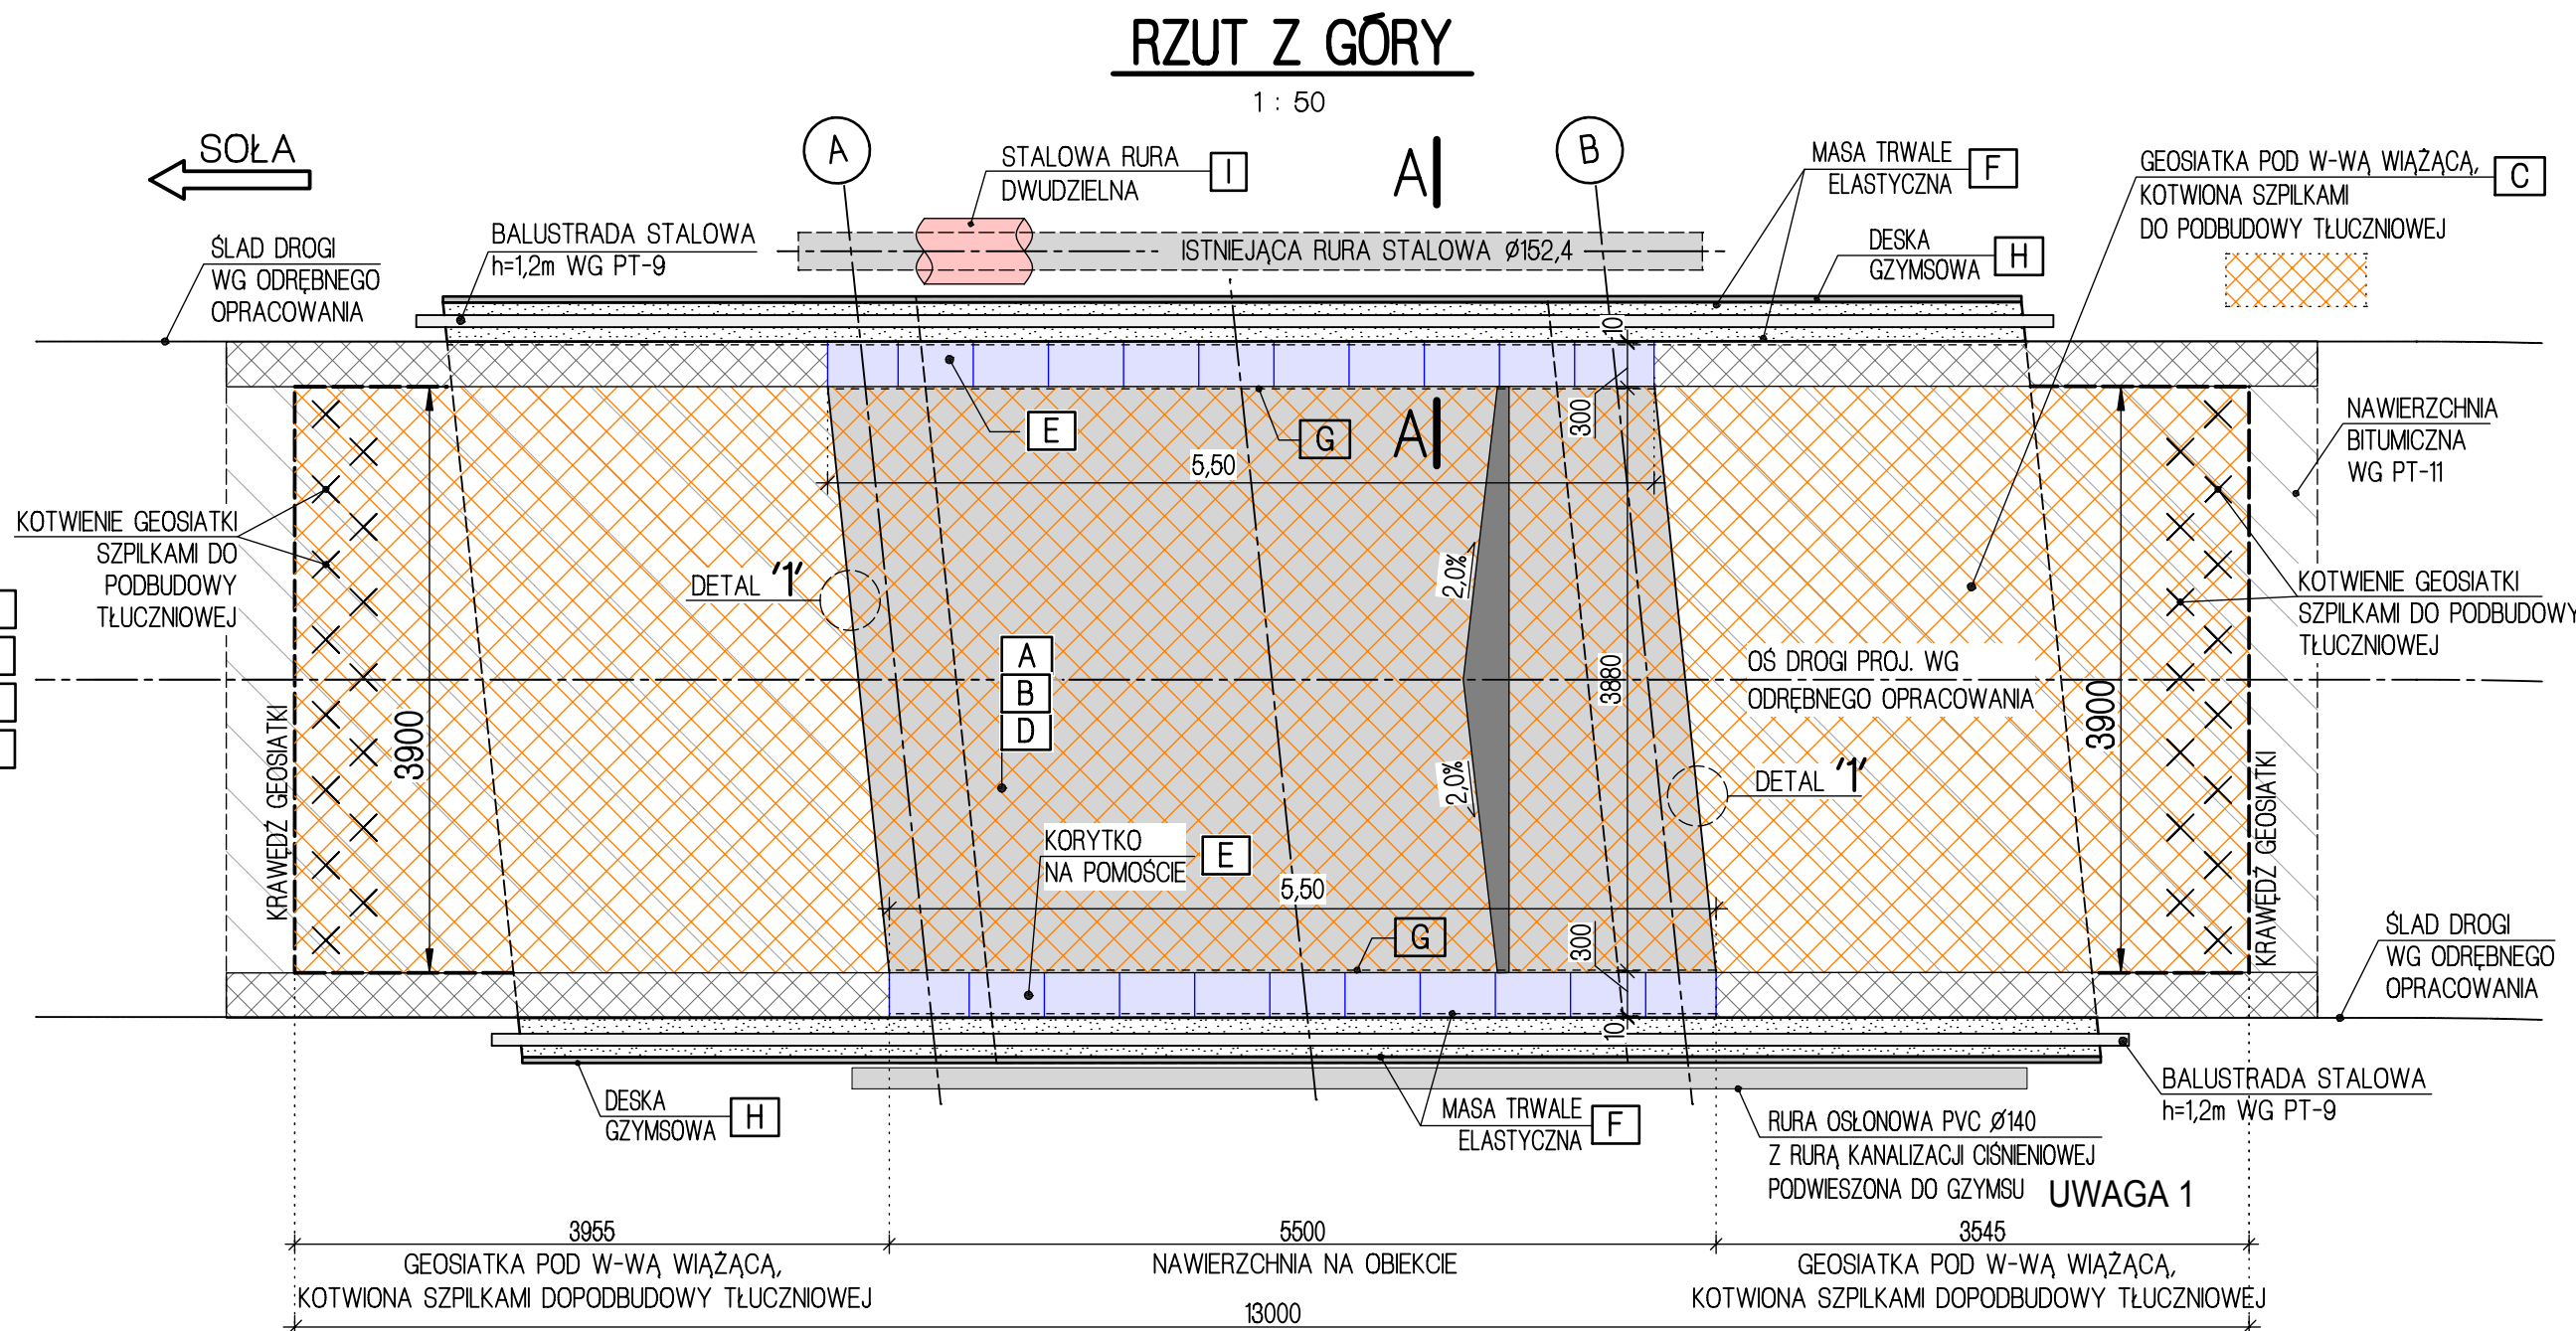 RZUT Z GÓRY
1 : 50
SOŁA
A
B
STALOWA RURA
DWUDZIELNA
I
A
MASA TRWALE
ELASTYCZNA
F
GEOSIATKA POD W-WĄ WIĄŻĄCĄ,
KOTWIONA SZPILKAMI
DO PODBUDOWY TŁUCZNIOWEJ
C
ŚLAD DROGI
WG ODRĘBNEGO
OPRACOWANIA
BALUSTRADA STALOWA
h=1,2m WG PT-9
ISTNIEJĄCA RURA STALOWA Ø152,4
DESKA
GZYMSOWA
H
10
300
E
G
A
5,50
NAWIERZCHNIA
BITUMICZNA
WG PT-11
KOTWIENIE GEOSIATKI
SZPILKAMI DO
PODBUDOWY
TŁUCZNIOWEJ
DETAL "1"
2,0%
KOTWIENIE GEOSIATKI
SZPILKAMI DO PODBUDOWY
TŁUCZNIOWEJ
A
B
D
OŚ DROGI PROJ. WG
ODRĘBNEGO OPRACOWANIA
3880
3900
3900
KRAWĘDŹ GEOSIATKI
KRAWĘDŹ GEOSIATKI
2,0%
DETAL "1"
KORYTKO
NA POMOŚCIE
E
5,50
G
300
10
ŚLAD DROGI
WG ODRĘBNEGO
OPRACOWANIA
DESKA
GZYMSOWA
H
MASA TRWALE
ELASTYCZNA
F
BALUSTRADA STALOWA
h=1,2m WG PT-9
RURA OSŁONOWA PVC Ø140
Z RURĄ KANALIZACJI CIŚNIENIOWEJ
PODWIESZONA DO GZYMSU
UWAGA 1
3955
5500
3545
GEOSIATKA POD W-WĄ WIĄŻĄCĄ,
KOTWIONA SZPILKAMI DOPODBUDOWY TŁUCZNIOWEJ
NAWIERZCHNIA NA OBIEKCIE
GEOSIATKA POD W-WĄ WIĄŻĄCĄ,
KOTWIONA SZPILKAMI DOPODBUDOWY TŁUCZNIOWEJ
13000